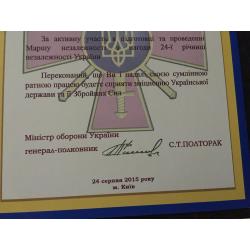 За активну участь у підготовці та проведенні
Маршу незалежності з нагоди 24-ї річниці
незалежності України
Переконаний, що Ви і надалі своєю сумлінною
ратною працею будете сприяти зміцненню Української
держави та її Збройних Сил
Міністр оборони України
генерал-полковник С.Т.ПОЛТОРАК
24 серпня 2015 року
м. Київ